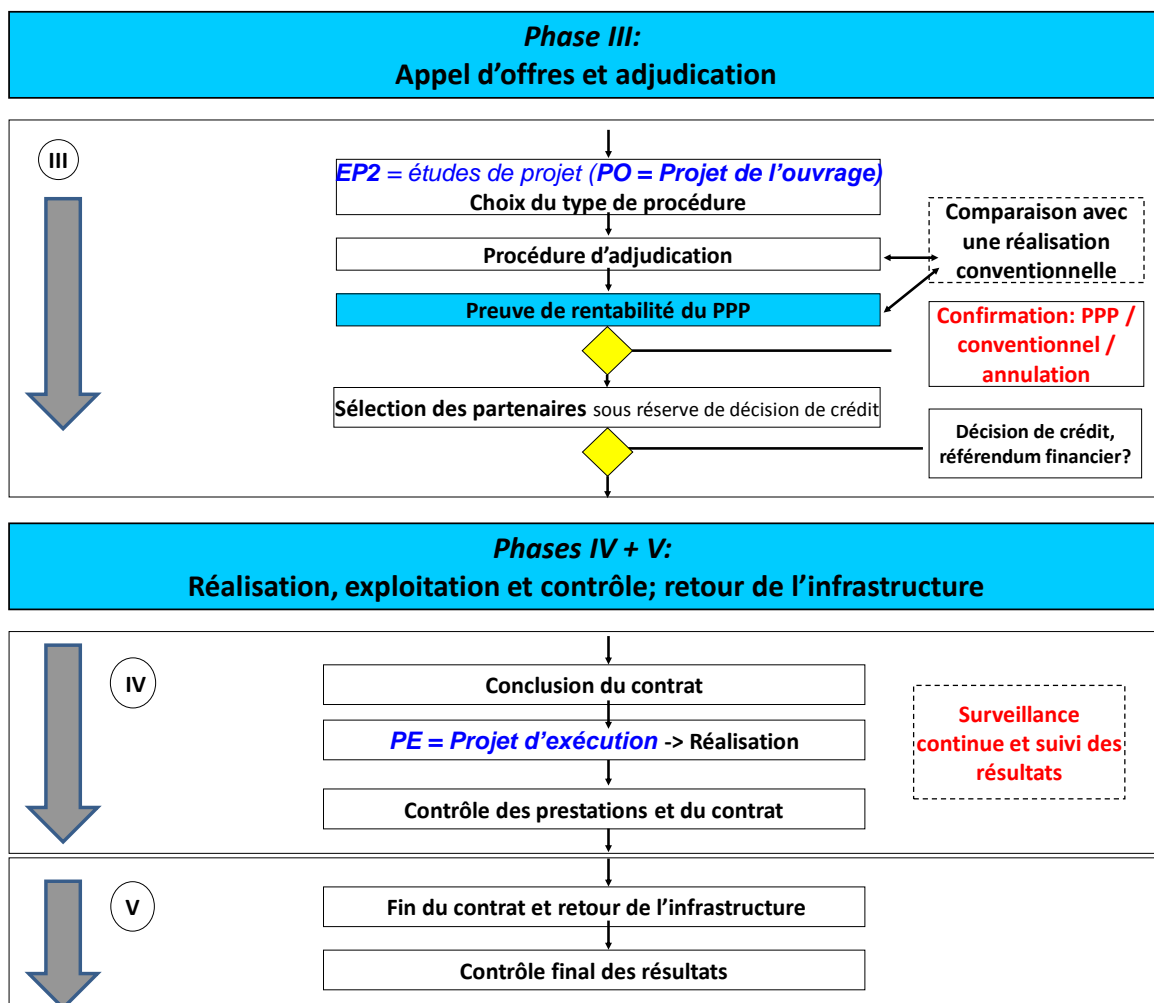 Phase III:
Appel d’offres et adjudication
III
EP2 = études de projet (PO = Projet de l’ouvrage)
Choix du type de procédure
Procédure d’adjudication
Comparaison avec
une réalisation
conventionnelle
Preuve de rentabilité du PPP
Confirmation: PPP /
conventionnel /
annulation
Sélection des partenaires sous réserve de décision de crédit
Décision de crédit,
référendum financier?
Phases IV + V:
Réalisation, exploitation et contrôle; retour de l’infrastructure
IV
Conclusion du contrat
PE = Projet d’exécution -> Réalisation
Contrôle des prestations et du contrat
Surveillance
continue et suivi des
résultats
V
Fin du contrat et retour de l’infrastructure
Contrôle final des résultats